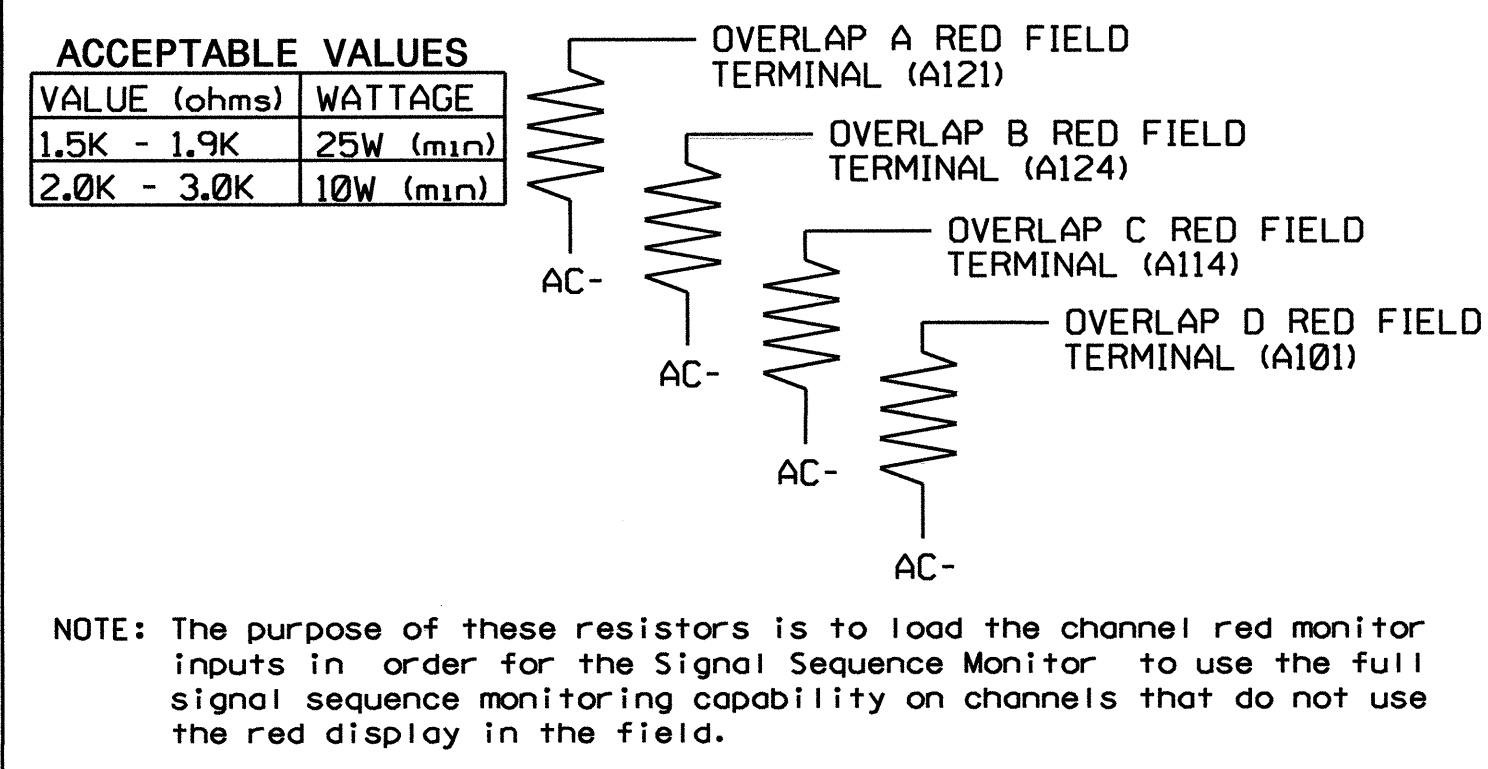 ACCEPTABLE VALUES
VALUE (ohms) WATTAGE
1.5K - 1.9K 25W (min)
2.0K - 3.0K 10W (min)
OVERLAP A RED FIELD
TERMINAL (A121)
AC-
OVERLAP B RED FIELD
TERMINAL (A124)
AC-
OVERLAP C RED FIELD
TERMINAL (A114)
AC-
OVERLAP D RED FIELD
TERMINAL (A101)
AC-
NOTE: The purpose of these resistors is to load the channel red monitor
inputs in order for the Signal Sequence Monitor to use the full
signal sequence monitoring capability on channels that do not use
the red display in the field.